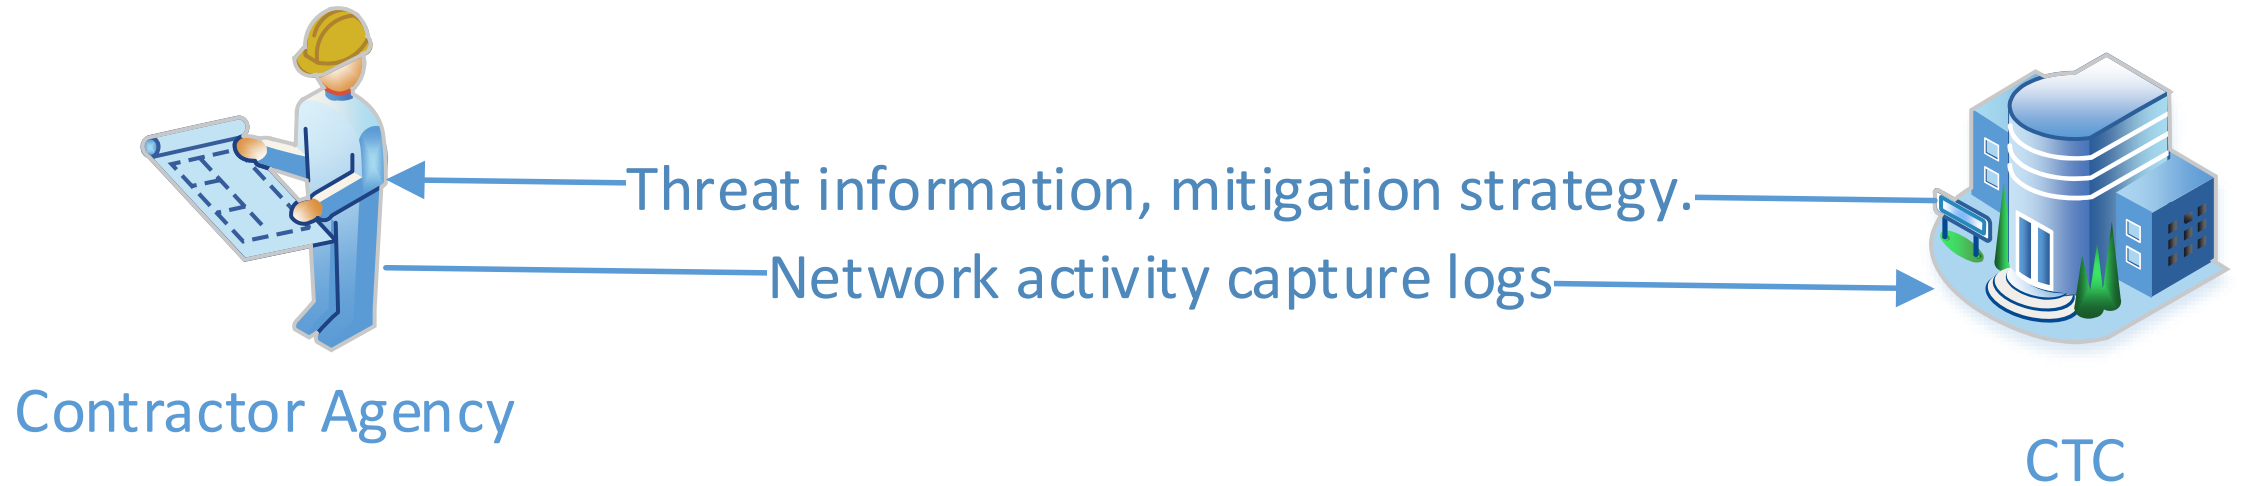 Threat information, mitigation strategy.
Network activity capture logs
Contractor Agency
CTC